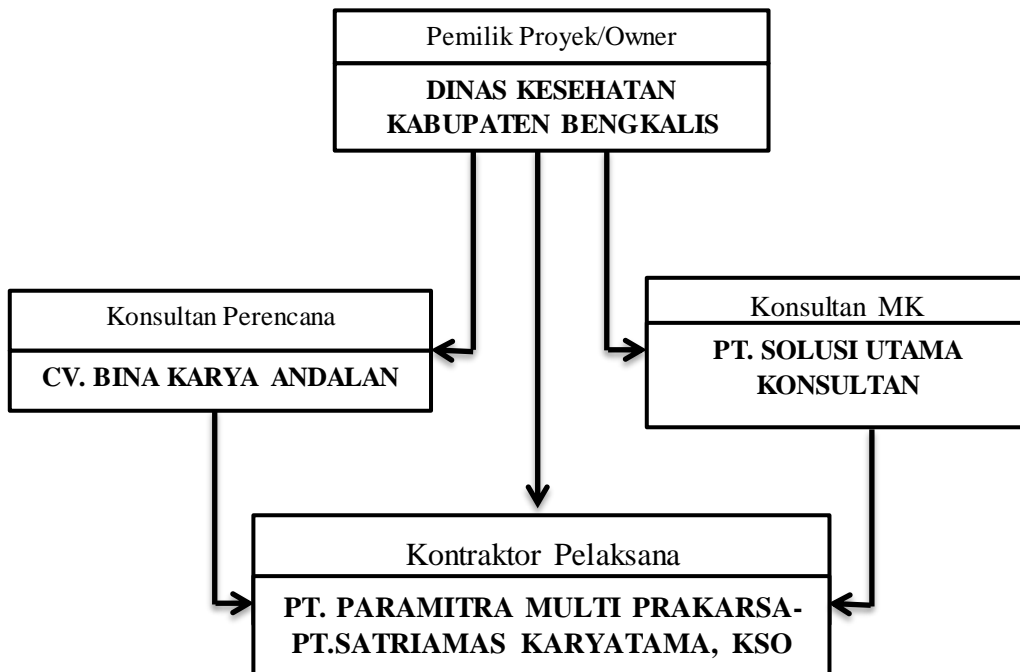 Pemilik Proyek/Owner
DINAS KESEHATAN
KABUPATEN BENGKALIS
Konsultan Perencana
CV. BINA KARYA ANDALAN
Konsultan MK
PT. SOLUSI UTAMA
KONSULTAN
Kontraktor Pelaksana
PT. PARAMITRA MULTI PRAKARSA-
PT.SATRIAMAS KARYATAMA, KSO